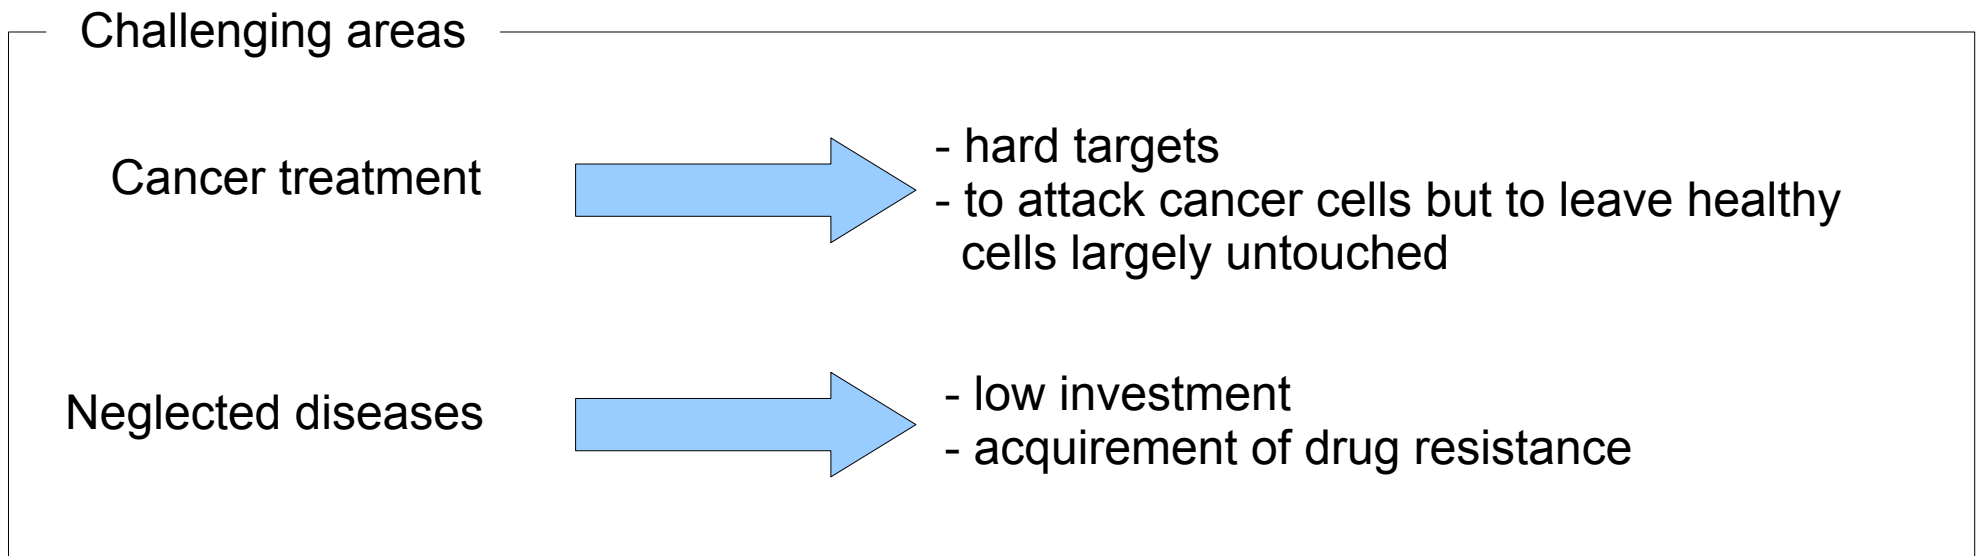 Challenging areas
Cancer treatment
- hard targets
- to attack cancer cells but to leave healthy
cells largely untouched
Neglected diseases
- low investment
- acquirement of drug resistance